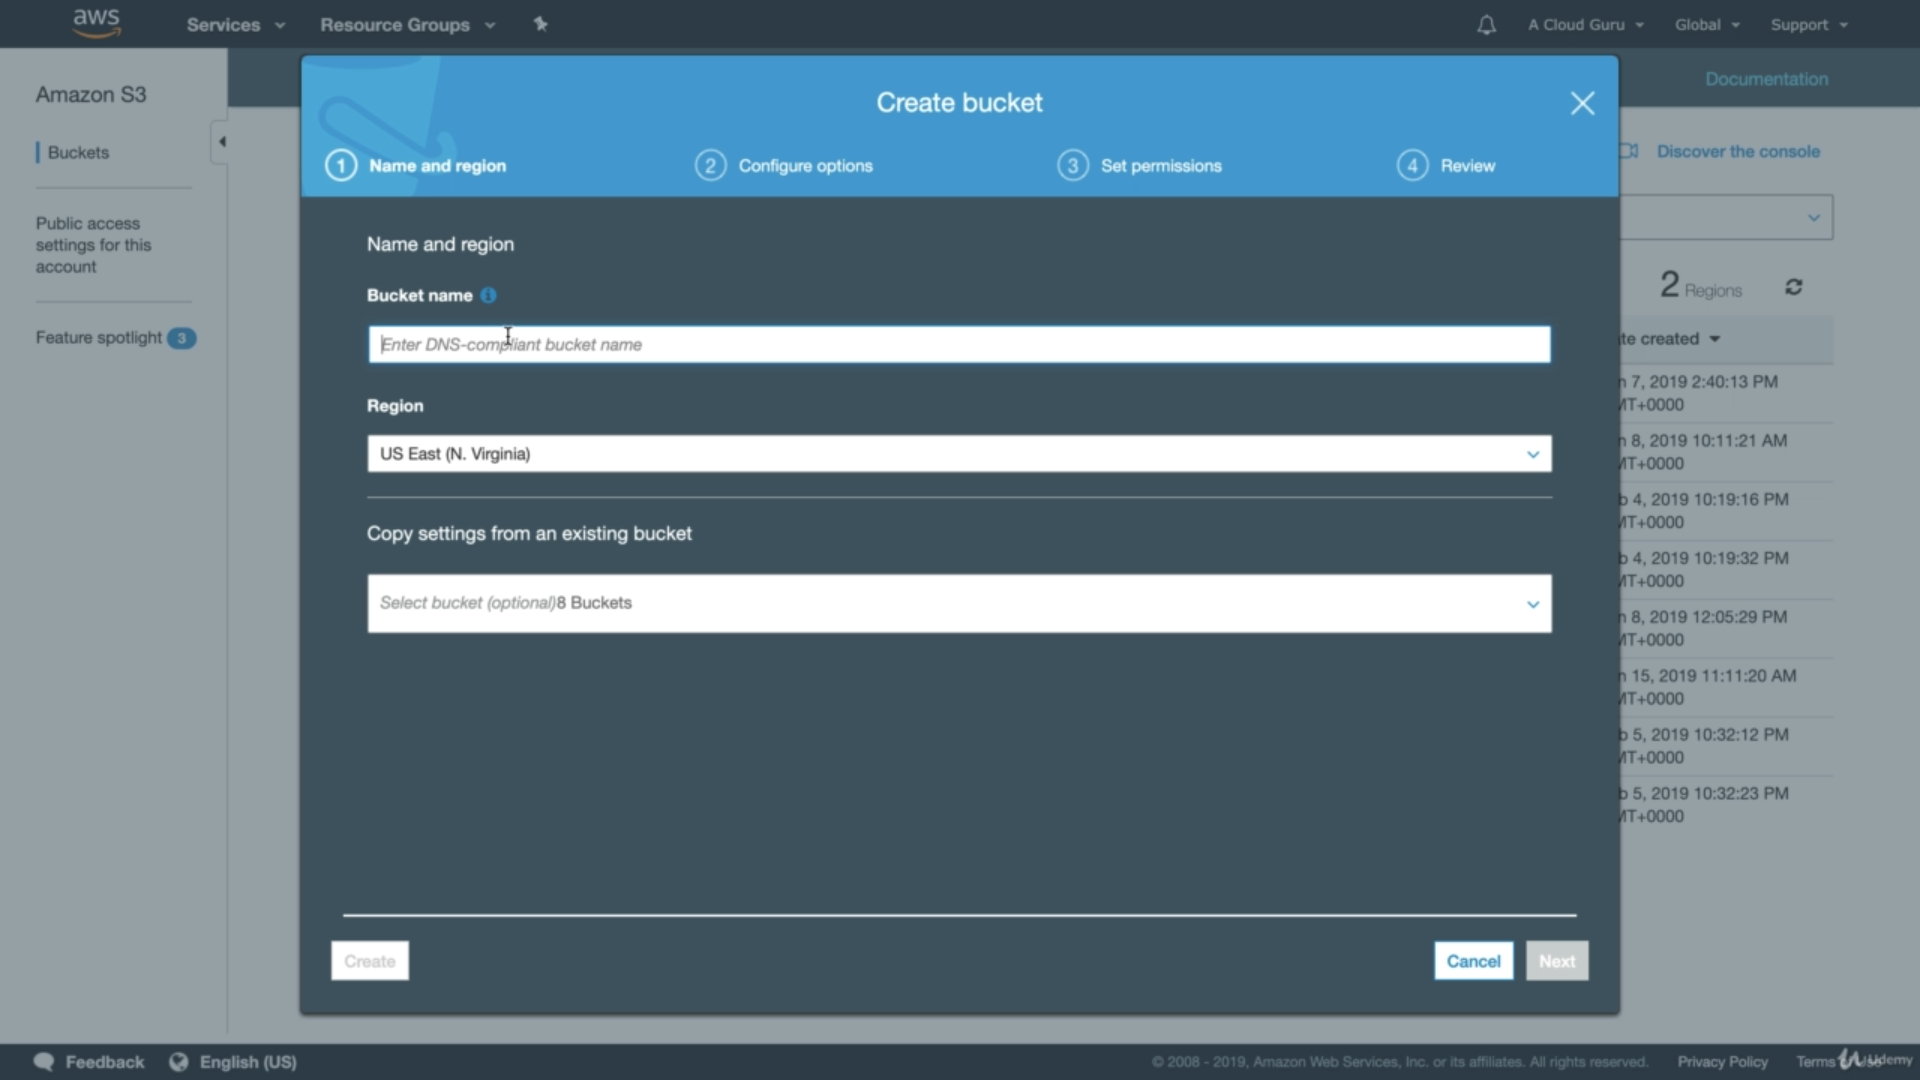 aws
Services
Resource Groups
A Cloud Guru
Global
Support
Amazon S3
Buckets
Public access
settings for this
account
Feature spotlight 3
Documentation
Discover the console
2 Regions
te created
n 7, 2019 2:40:13 PM
MT+0000
n 8, 2019 10:11:21 AM
MT+0000
b 4, 2019 10:19:16 PM
MT+0000
b 4, 2019 10:19:32 PM
MT+0000
n 8, 2019 12:05:29 PM
MT+0000
n 15, 2019 11:11:20 AM
MT+0000
b 5, 2019 10:32:12 PM
MT+0000
b 5, 2019 10:32:23 PM
MT+0000
Create bucket
1 Name and region
2 Configure options
3 Set permissions
4 Review
Name and region
Bucket name
Enter DNS-compliant bucket name
Region
US East (N. Virginia)
Copy settings from an existing bucket
Select bucket (optional)8 Buckets
Create
Cancel
Next
Feedback
English (US)
© 2008 - 2019, Amazon Web Services, Inc. or its affiliates. All rights reserved.
Privacy Policy
Terms
Udemy